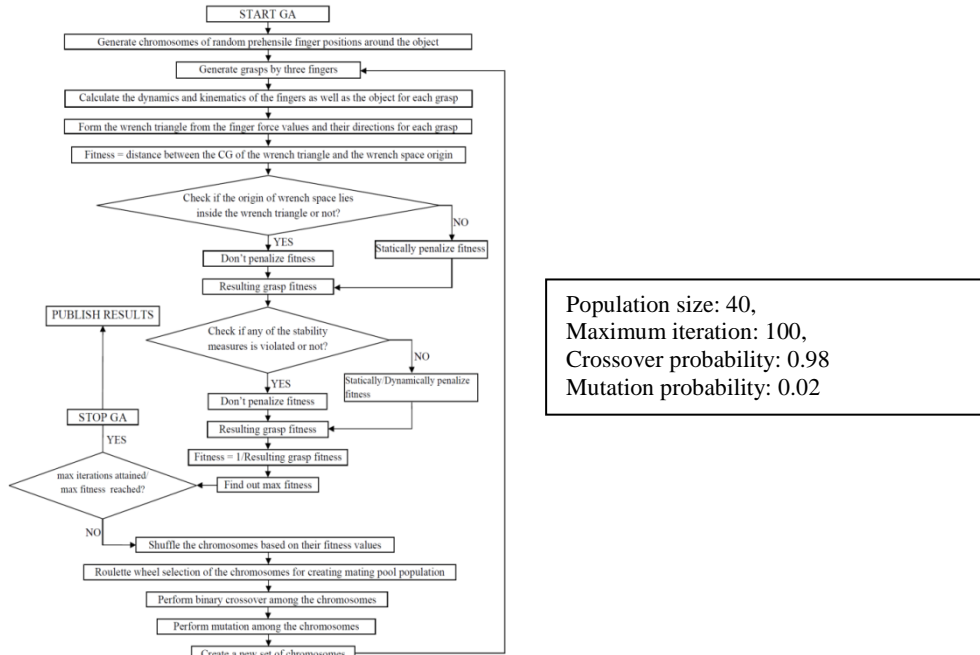 START GA
Generate chromosomes of random prehensile finger positions around the object
Generate grasps by three fingers
Calculate the dynamics and kinematics of the fingers as well as the object for each grasp
Form the wrench triangle from the finger force values and their directions for each grasp
Fitness = distance between the CG of the wrench triangle and the wrench space origin
Check if the origin of wrench space lies
inside the wrench triangle or not?
NO
Statically penalize fitness
YES
Don't penalize fitness
Resulting grasp fitness
Check if any of the stability
measures is violated or not?
NO
Statically/Dynamically penalize
fitness
YES
Don't penalize fitness
Resulting grasp fitness
Fitness = 1/Resulting grasp fitness
Find out max fitness
max iterations attained/
max fitness reached?
YES
STOP GA
PUBLISH RESULTS
NO
Shuffle the chromosomes based on their fitness values
Roulette wheel selection of the chromosomes for creating mating pool population
Perform binary crossover among the chromosomes
Perform mutation among the chromosomes
Create a new set of chromosomes
Population size: 40,
Maximum iteration: 100,
Crossover probability: 0.98
Mutation probability: 0.02